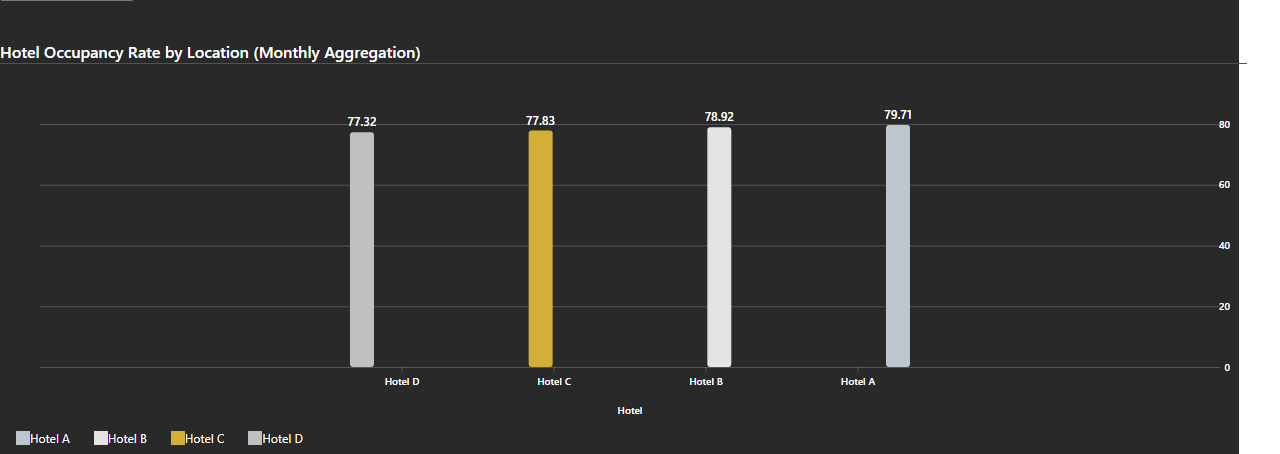 Hotel Occupancy Rate by Location (Monthly Aggregation)
77.32 77.83 78.92 79.71
80
60
40
20
0
Hotel D Hotel C Hotel B Hotel A
Hotel
Hotel A Hotel B Hotel C Hotel D